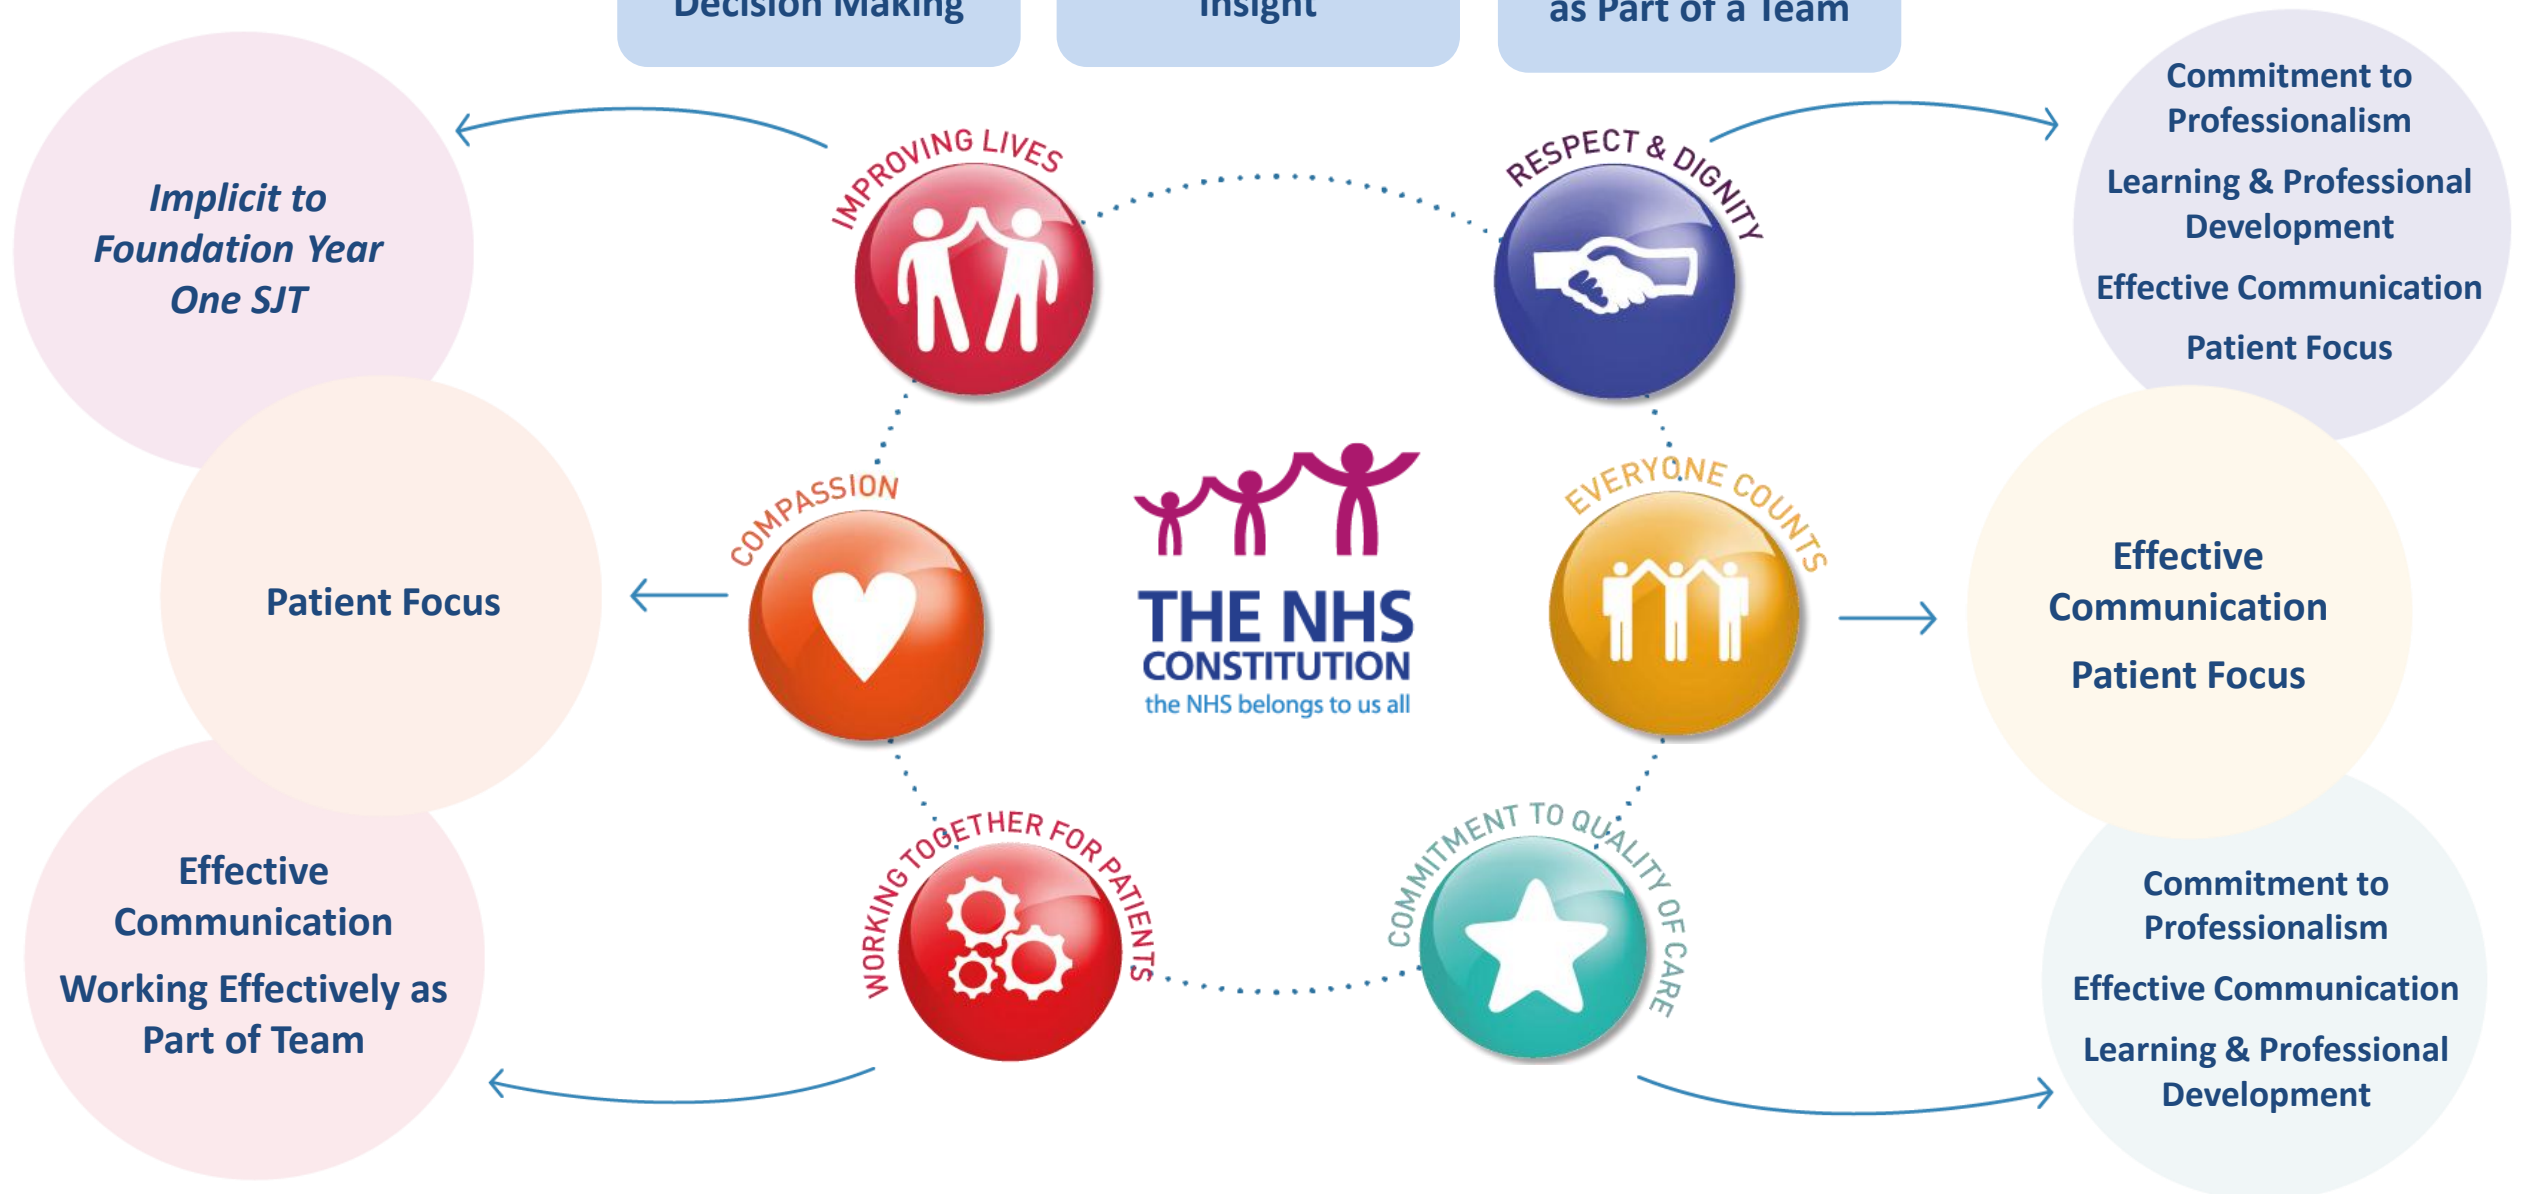 Decision Making
Insight
as Part of a Team
Implicit to
Foundation Year
One SJT
IMPROVING LIVES
RESPECT & DIGNITY
Commitment to
Professionalism
Learning & Professional
Development
Effective Communication
Patient Focus
Patient Focus
COMPASSION
THE NHS
CONSTITUTION
the NHS belongs to us all
EVERYONE COUNTS
Effective
Communication
Patient Focus
Effective
Communication
Working Effectively as
Part of Team
WORKING TOGETHER FOR PATIENTS
COMMITMENT TO QUALITY OF CARE
Commitment to
Professionalism
Effective Communication
Learning & Professional
Development